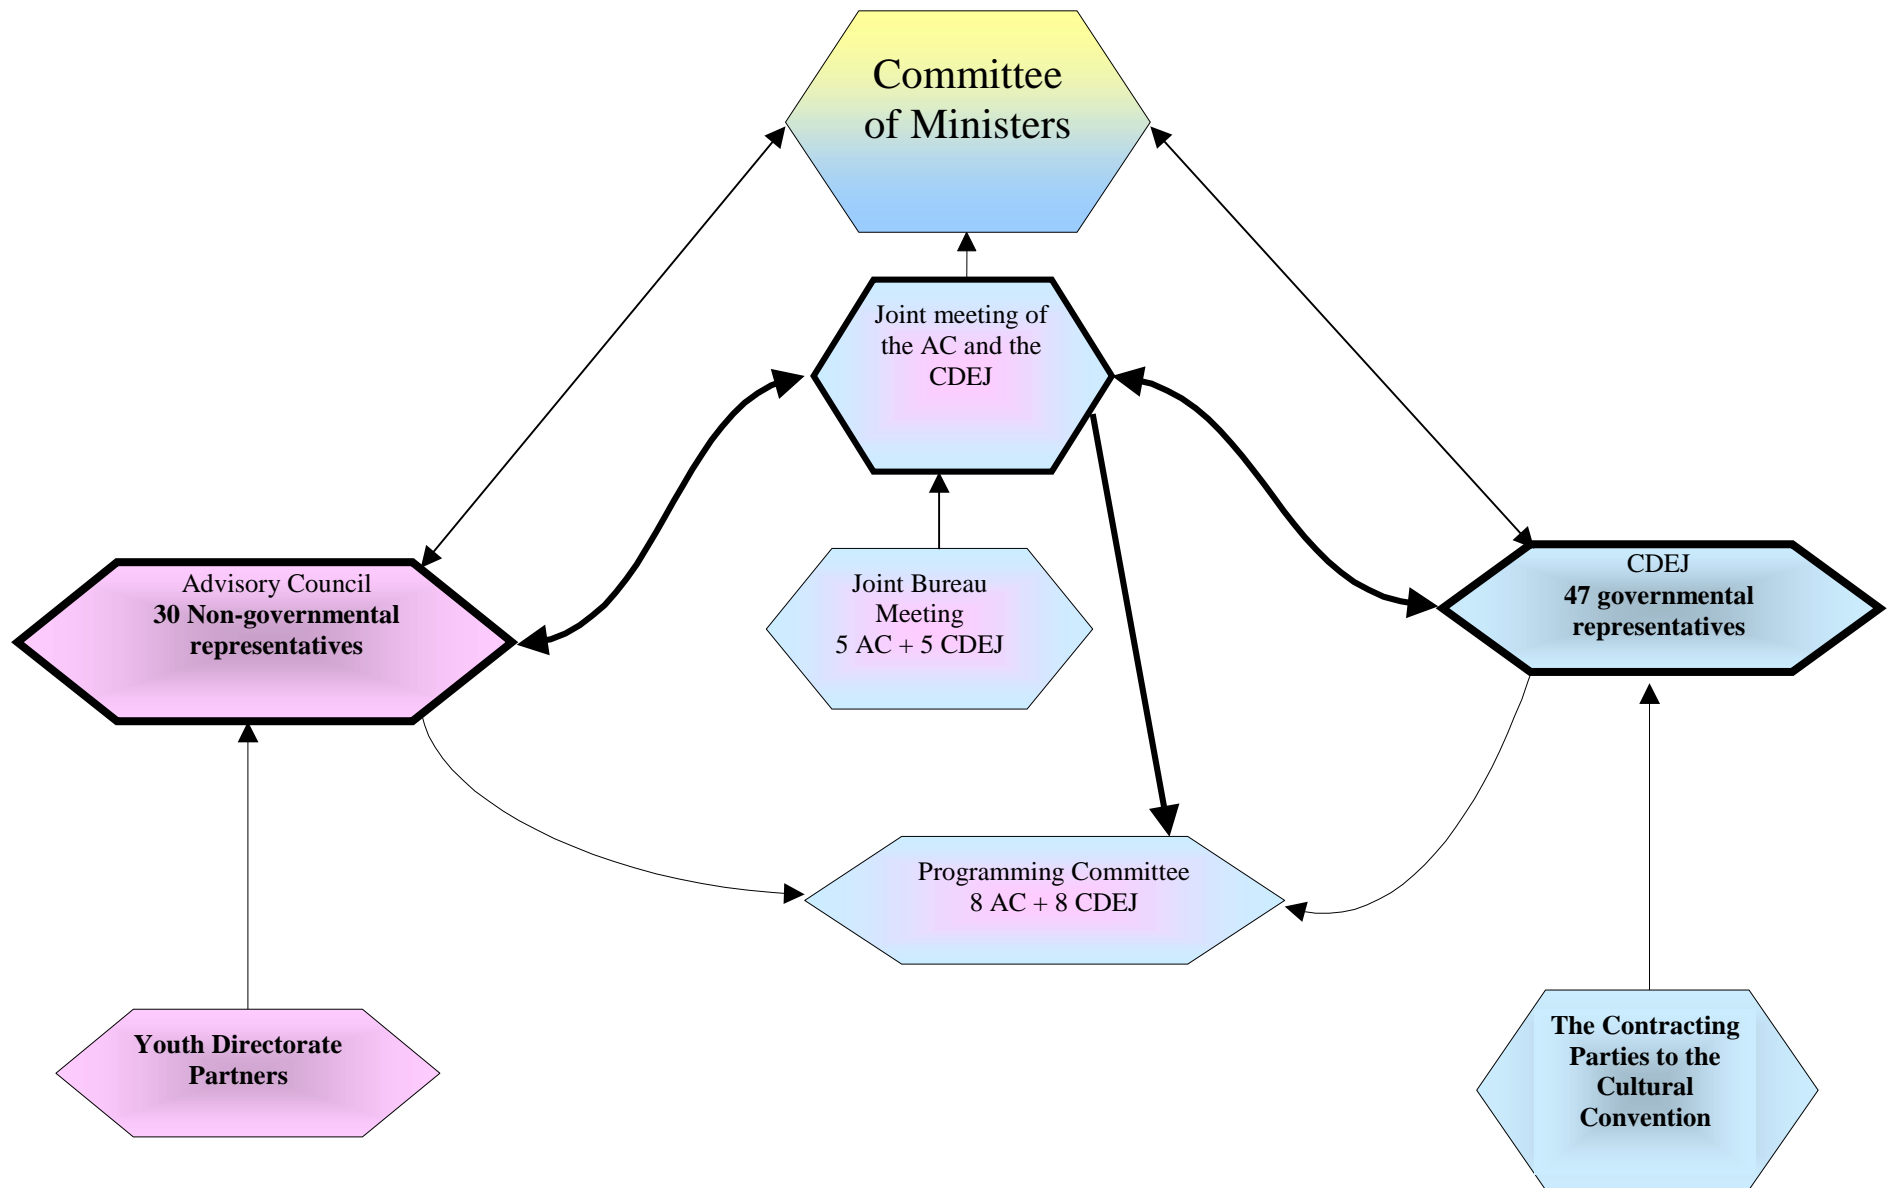 Committee
of Ministers
Joint meeting of
the AC and the
CDEJ
Advisory Council
30 Non-governmental
representatives
Joint Bureau
Meeting
5 AC + 5 CDEJ
CDEJ
47 governmental
representatives
Programming Committee
8 AC + 8 CDEJ
Youth Directorate
Partners
The Contracting
Parties to the
Cultural
Convention